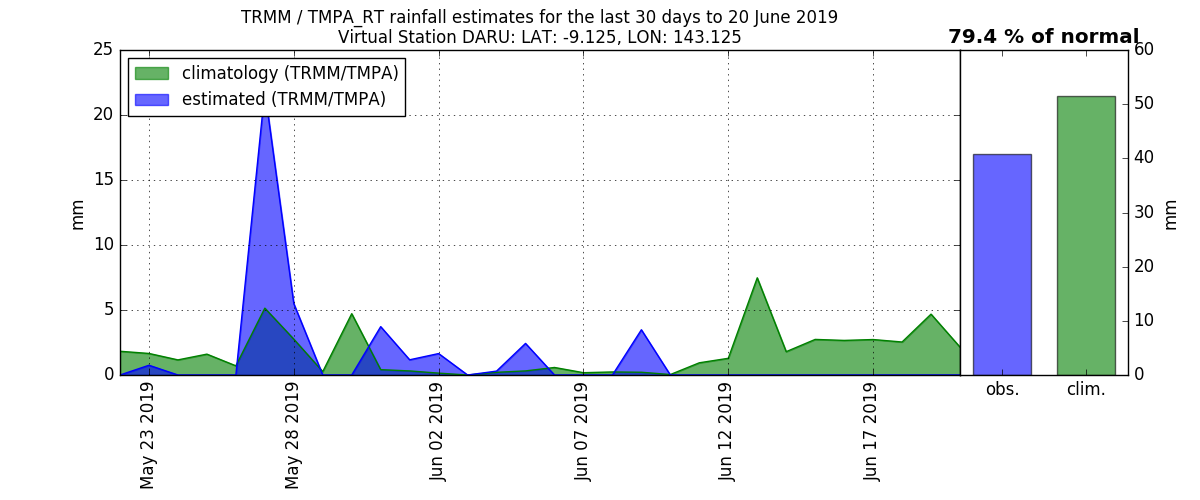 TRMM / TMPA_RT rainfall estimates for the last 30 days to 20 June 2019
Virtual Station DARU: LAT: -9.125, LON: 143.125
79.4 % of normal
climatology (TRMM/TMPA)
estimated (TRMM/TMPA)
25
20
15
10
5
0
mm
May 23 2019
May 28 2019
Jun 02 2019
Jun 07 2019
Jun 12 2019
Jun 17 2019
60
50
40
30
20
10
0
mm
obs.
clim.